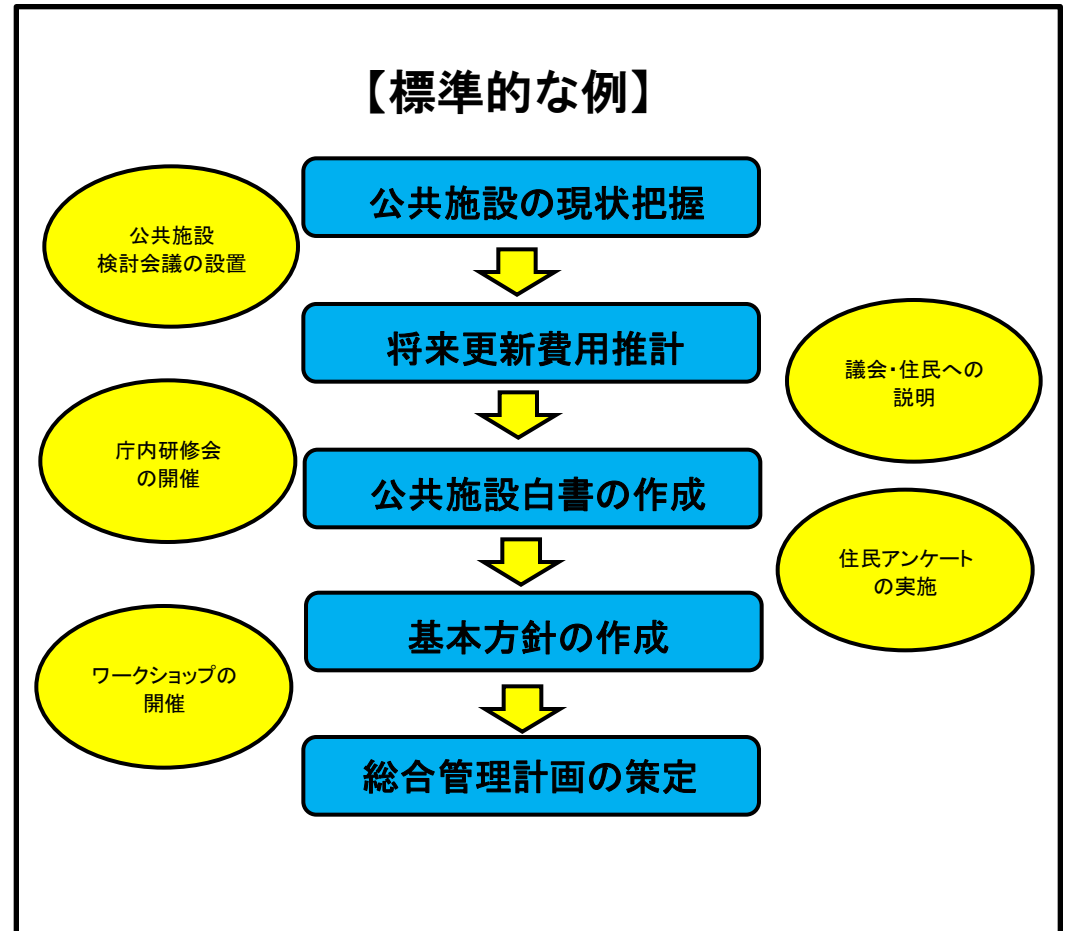 【標準的な例】
公共施設の現状把握
公共施設
検討会議の設置
将来更新費用推計
議会・住民への
説明
庁内研修会
の開催
公共施設白書の作成
住民アンケート
の実施
基本方針の作成
ワークショップの
開催
総合管理計画の策定